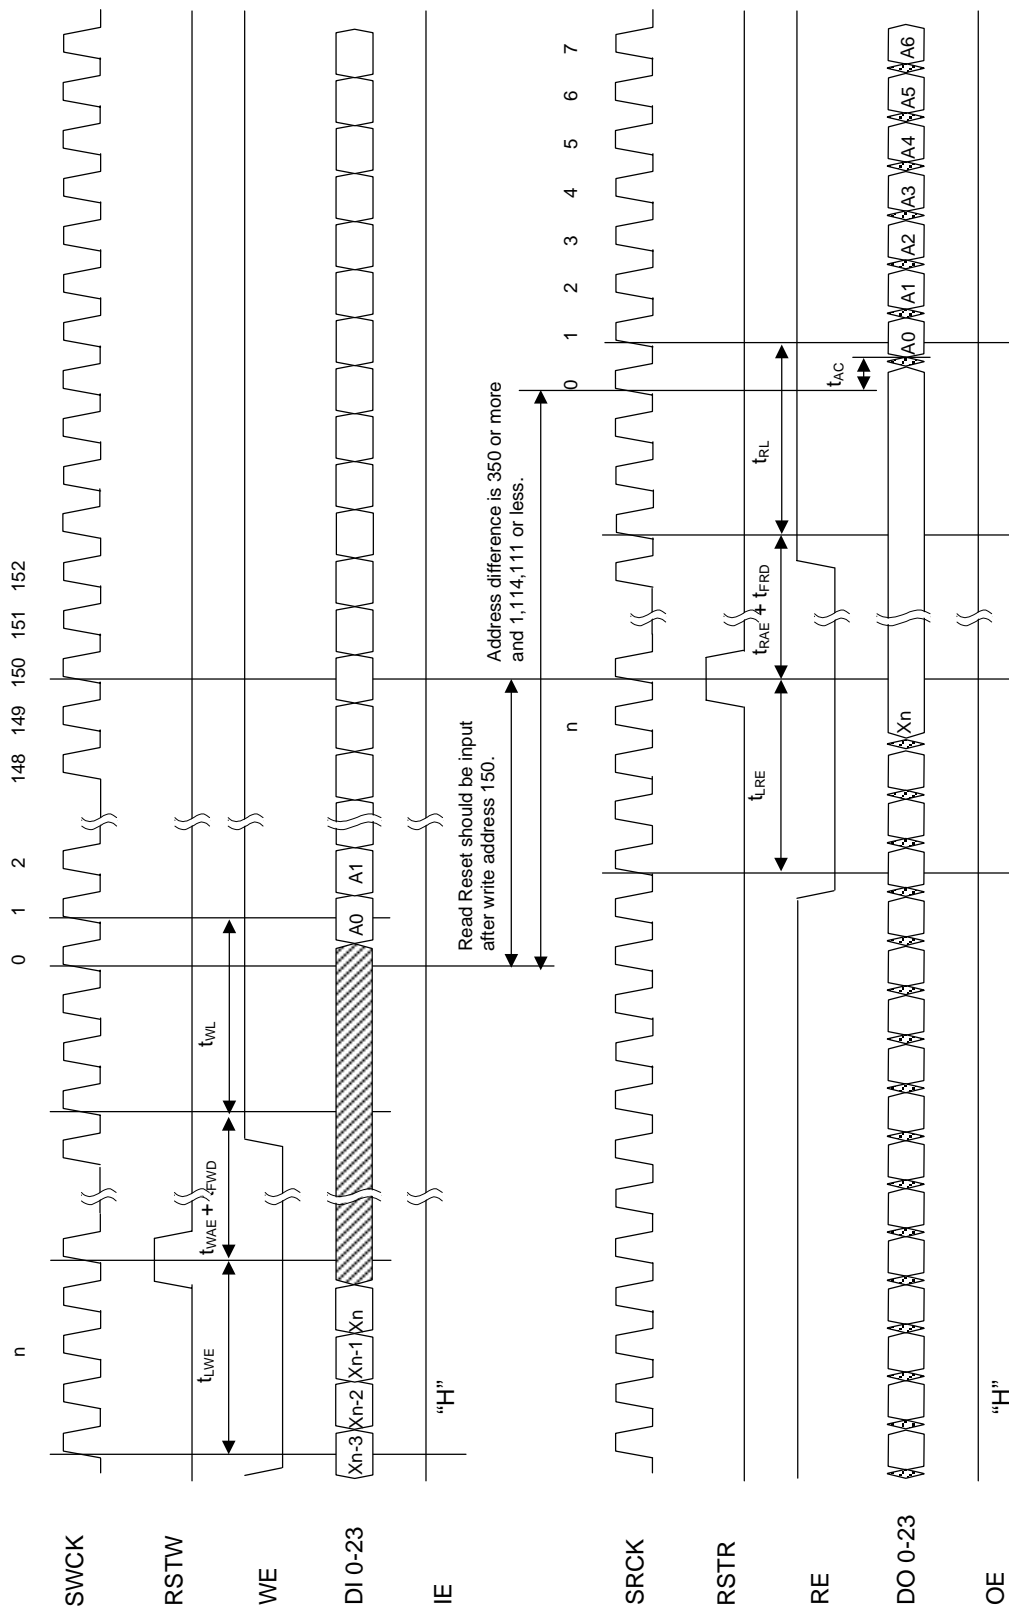 n 0 1 2 148 149 150 151 152
SWCK
RSTW
tLWE tWAE + tFWD tWL
WE
DI 0-23 Xn-3 Xn-2 Xn-1 Xn A0 A1
IE "H"
Read Reset should be input
after write address 150.
Address difference is 350 or more
and 1,114,111 or less.
n 0 1 2 3 4 5 6 7
SRCK
RSTR
tLRE tRAE + tFRD tRL
RE
tAC
DO 0-23 Xn A0 A1 A2 A3 A4 A5 A6
OE "H"